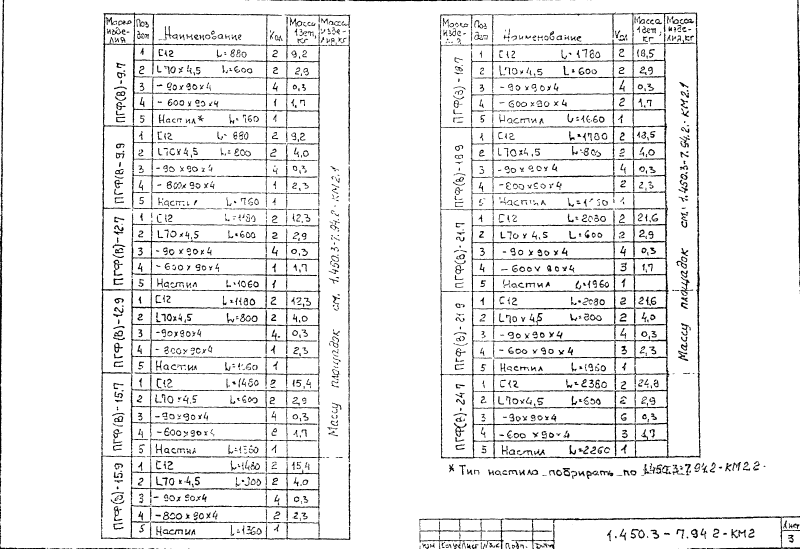 Марка изде-лия Поз дет Наименование Кол Масса 1дет, кг Масса изде-лия, кг
ПГФ(В)-9.7
1 С12 L=880 2 9,2
2 L70×4,5 L=600 2 2,9
3 -90×90×4 4 0,3
4 -600×90×4 1 1,7
5 Настил* L=760 1
ПГФ(В)-9.9
1 С12 L=880 2 9,2
2 L70×4,5 L=800 2 4,0
3 -90×90×4 4 0,3
4 -800×90×4 1 2,3
5 Настил L=760 1
ПГФ(В)-12.7
1 С12 L=1180 2 12,3
2 L70×4,5 L=600 2 2,9
3 -90×90×4 4 0,3
4 -600×90×4 1 1,7
5 Настил L=1060 1
ПГФ(В)-12.9
1 С12 L=1180 2 12,3
2 L70×4,5 L=800 2 4,0
3 -90×90×4 4 0,3
4 -800×90×4 1 2,3
5 Настил L=1060 1
ПГФ(В)-15.7
1 С12 L=1480 2 15,4
2 L70×4,5 L=600 2 2,9
3 -90×90×4 4 0,3
4 -600×90×4 2 1,7
5 Настил L=1360 1
ПГФ(В)-15.9
1 С12 L=1480 2 15,4
2 L70×4,5 L=800 2 4,0
3 -90×90×4 4 0,3
4 -800×90×4 2 2,3
5 Настил L=1360 1
Массу площадок см. 1.450.3-7.94.2-КМ2.1
Марка изде- Поз дет Наименование Кол Масса 1дет, кг Масса изде-лия, кг
ПГФ(В)-18.7
1 С12 L=1780 2 18,5
2 L70×4,5 L=600 2 2,9
3 -90×90×4 4 0,3
4 -600×90×4 2 1,7
5 Настил L=1660 1
ПГФ(В)-18.9
1 С12 L=1780 2 18,5
2 L70×4,5 L=800 2 4,0
3 -90×90×4 4 0,3
4 -800×90×4 2 2,3
5 Настил 1
ПГФ(В)-21.7
1 С12 L=2080 2 21,6
2 L70×4,5 L=600 2 2,9
3 -90×90×4 4 0,3
4 -600×90×4 3 1,7
5 Настил L=1960 1
ПГФ(В)-21.9
1 С12 L=2080 2 21,6
2 L70×4,5 L=800 2 4,0
3 -90×90×4 4 0,3
4 -600×90×4 3 2,3
5 Настил L=1960 1
ПГФ(В)-24.7
1 С12 L=2380 2 24,8
2 L70×4,5 L=600 2 2,9
3 -90×90×4 6 0,3
4 -600×90×4 3 1,7
5 Настил L=2260 1
Массу площадок см. 1.450.3-7.94.2-КМ2.1
* Тип настила побирать по 1.450.3-7.94.2-КМ2.2.
Изм Кол.уч Лист №док Подп. Дата
1.450.3-7.94 2-КМ2
Лист
3